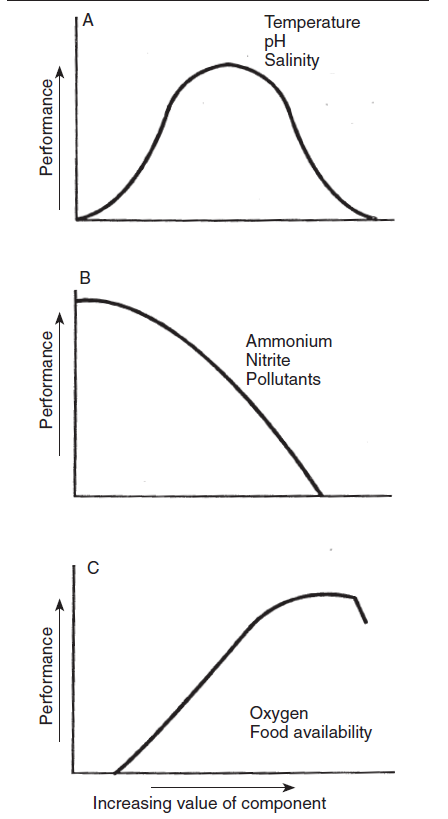 A
Temperature
pH
Salinity
Performance
B
Ammonium
Nitrite
Pollutants
Performance
C
Oxygen
Food availability
Performance
Increasing value of component